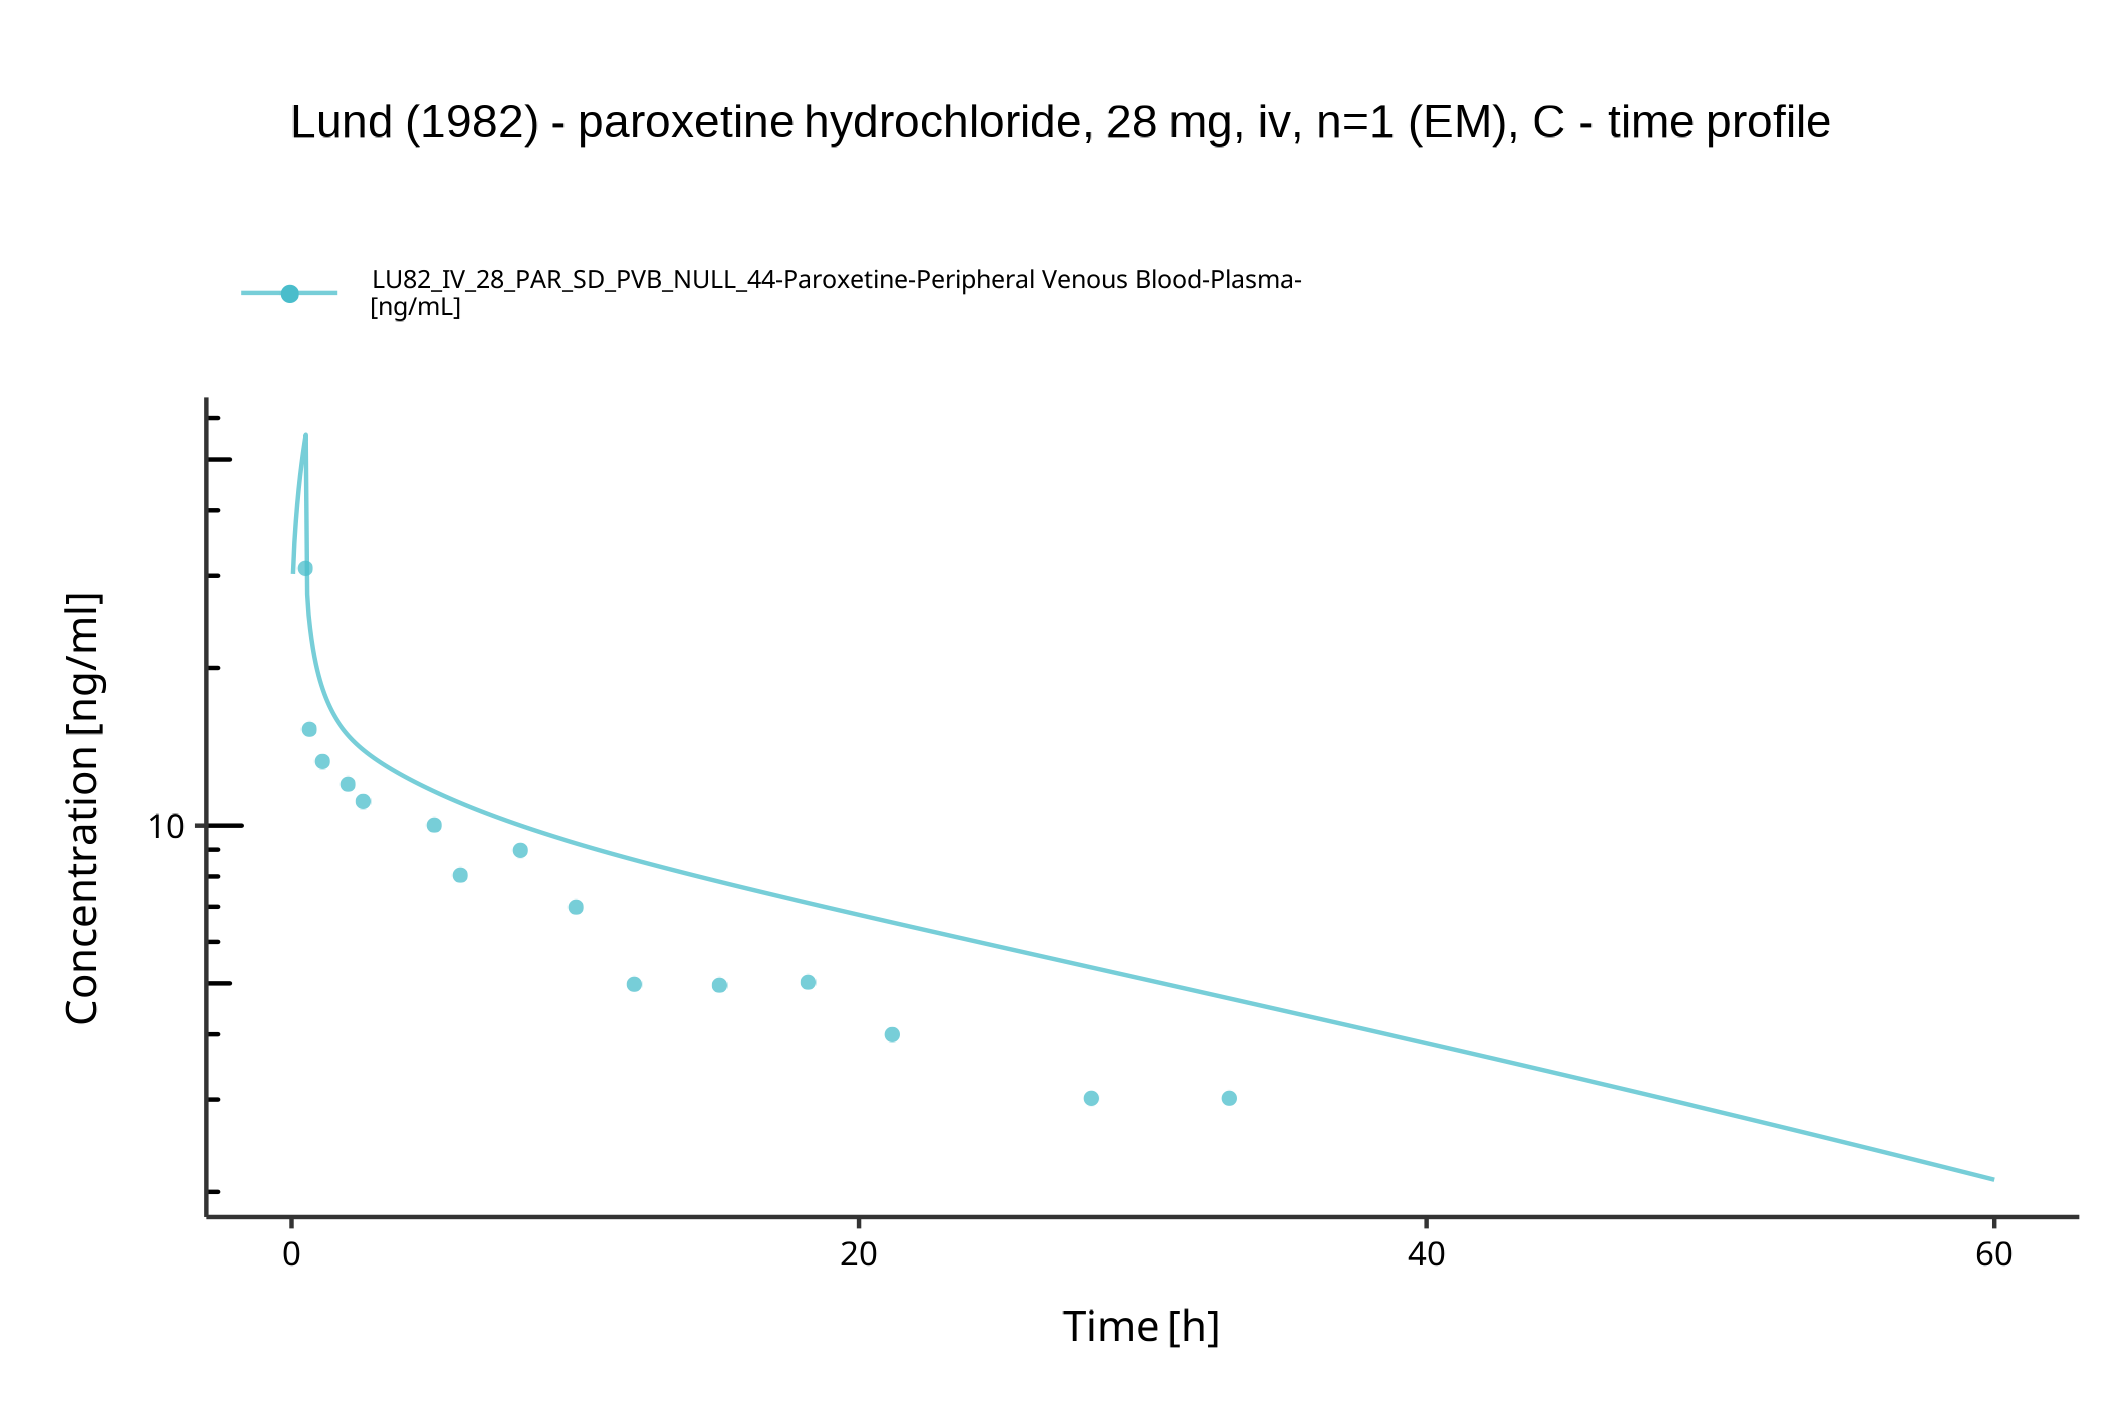 Lund (1982) - paroxetine hydrochloride, 28 mg, iv, n=1 (EM), C - time profile
LU82_IV_28_PAR_SD_PVB_NULL_44-Paroxetine-Peripheral Venous Blood-Plasma-
[ng/mL]
Concentration [ng/ml]
10
0 20 40 60
Time [h]